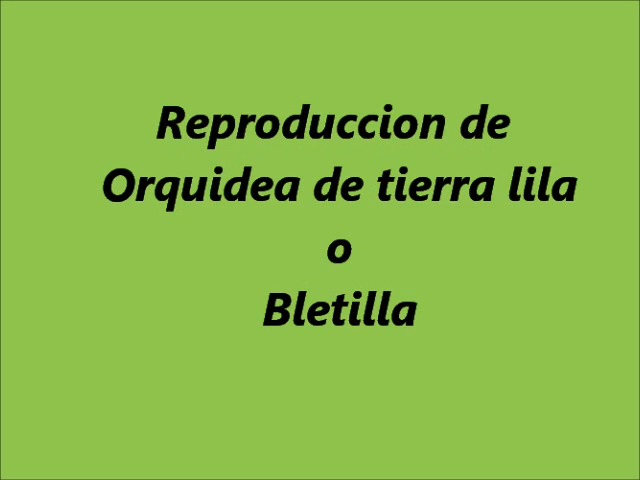 Reproduccion de
Orquidea de tierra lila
o
Bletilla